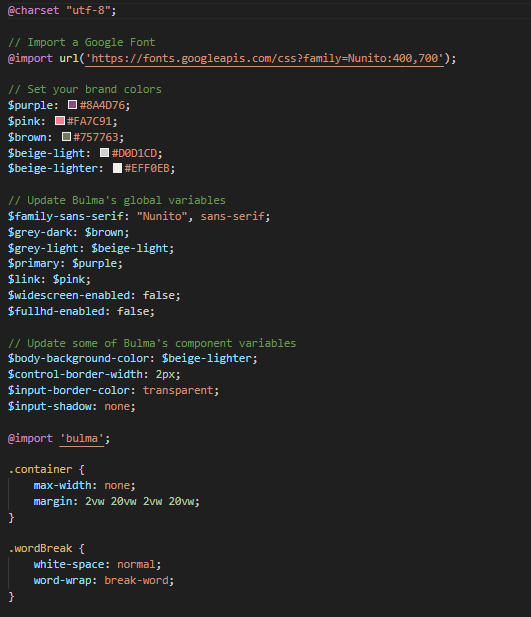 @charset "utf-8";
// Import a Google Font
@import url('https://fonts.googleapis.com/css?family=Nunito:400,700');
// Set your brand colors
$purple: #8A4D76;
$pink: #FA7C91;
$brown: #757763;
$beige-light: #D0D1CD;
$beige-lighter: #EFF0EB;
// Update Bulma's global variables
$family-sans-serif: "Nunito", sans-serif;
$grey-dark: $brown;
$grey-light: $beige-light;
$primary: $purple;
$link: $pink;
$widescreen-enabled: false;
$fullhd-enabled: false;
// Update some of Bulma's component variables
$body-background-color: $beige-lighter;
$control-border-width: 2px;
$input-border-color: transparent;
$input-shadow: none;
@import 'bulma';
.container {
    max-width: none;
    margin: 2vw 20vw 2vw 20vw;
}
.wordBreak {
    white-space: normal;
    word-wrap: break-word;
}